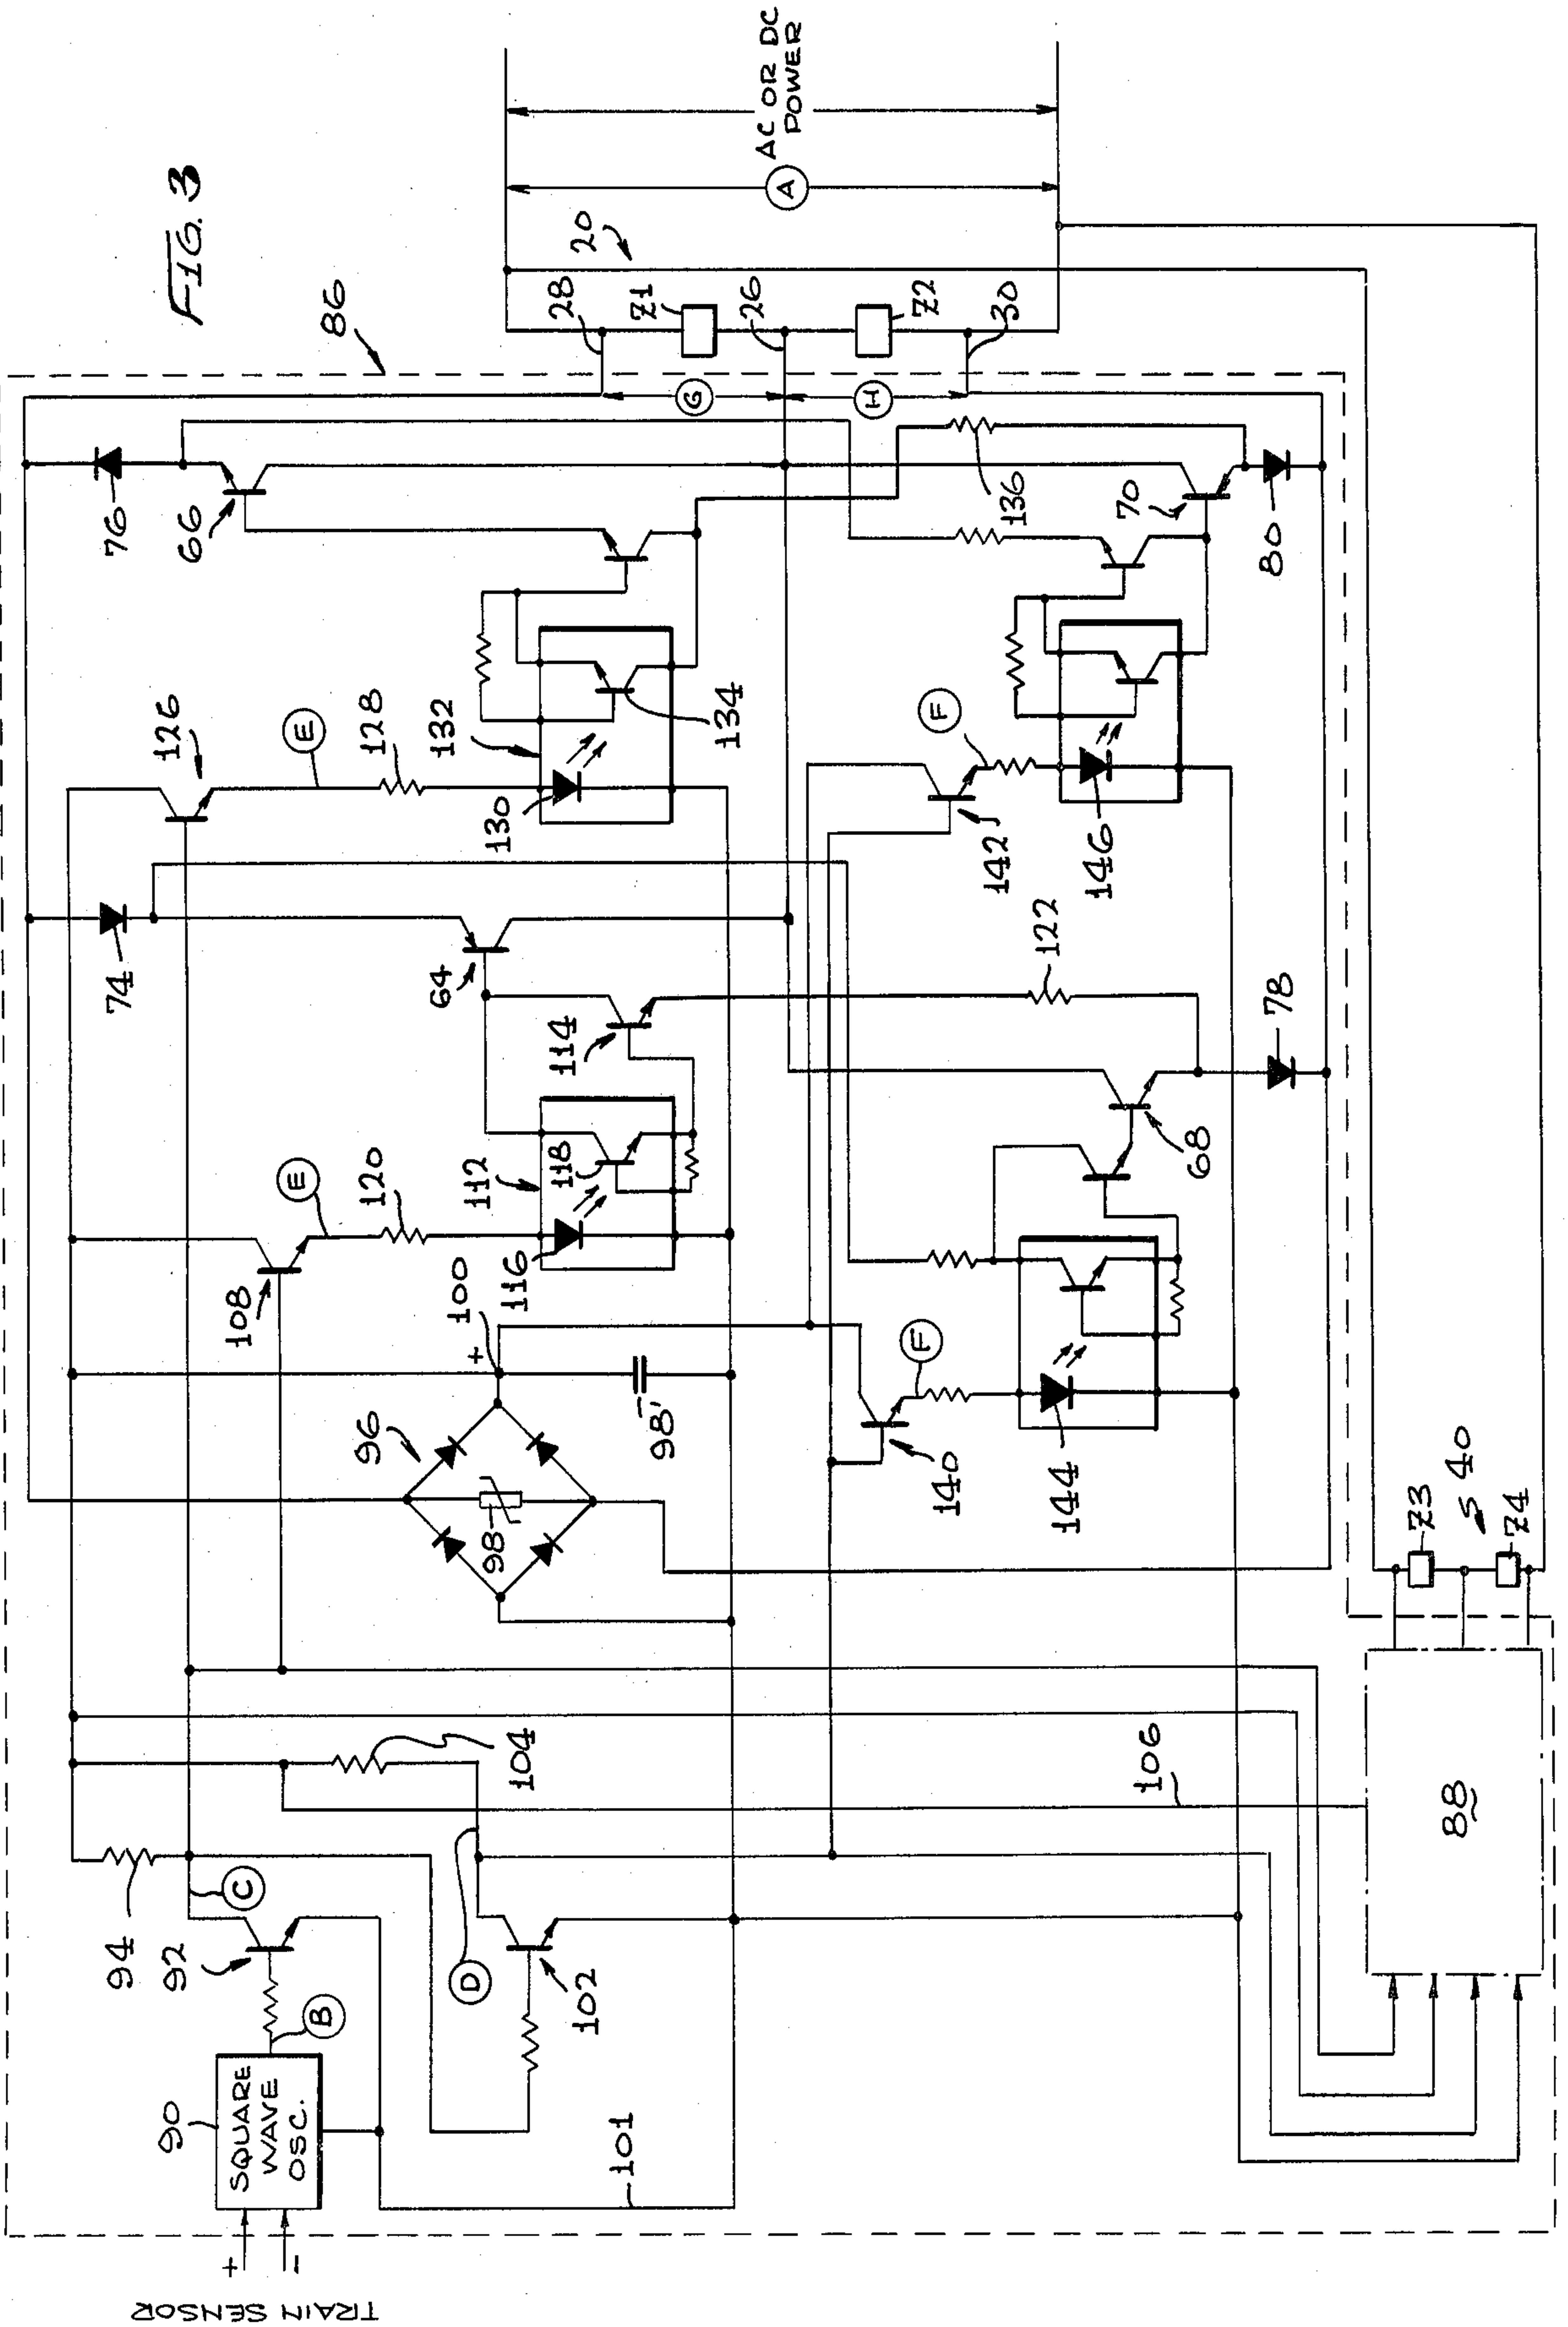 FIG. 3
TRAIN SENSOR
+
−
90
SQUARE
WAVE
OSC.
B
92
94
C
D
102
104
101
106
96
98
98'
100
+
108
E
120
112
116
118
114
64
74
122
126
E
128
132
130
134
76
66
86
136
140
F
144
142
F
146
68
78
70
80
G
H
28
Z1
26
Z2
30
20
A
AC OR DC
POWER
88
Z3
40
Z4